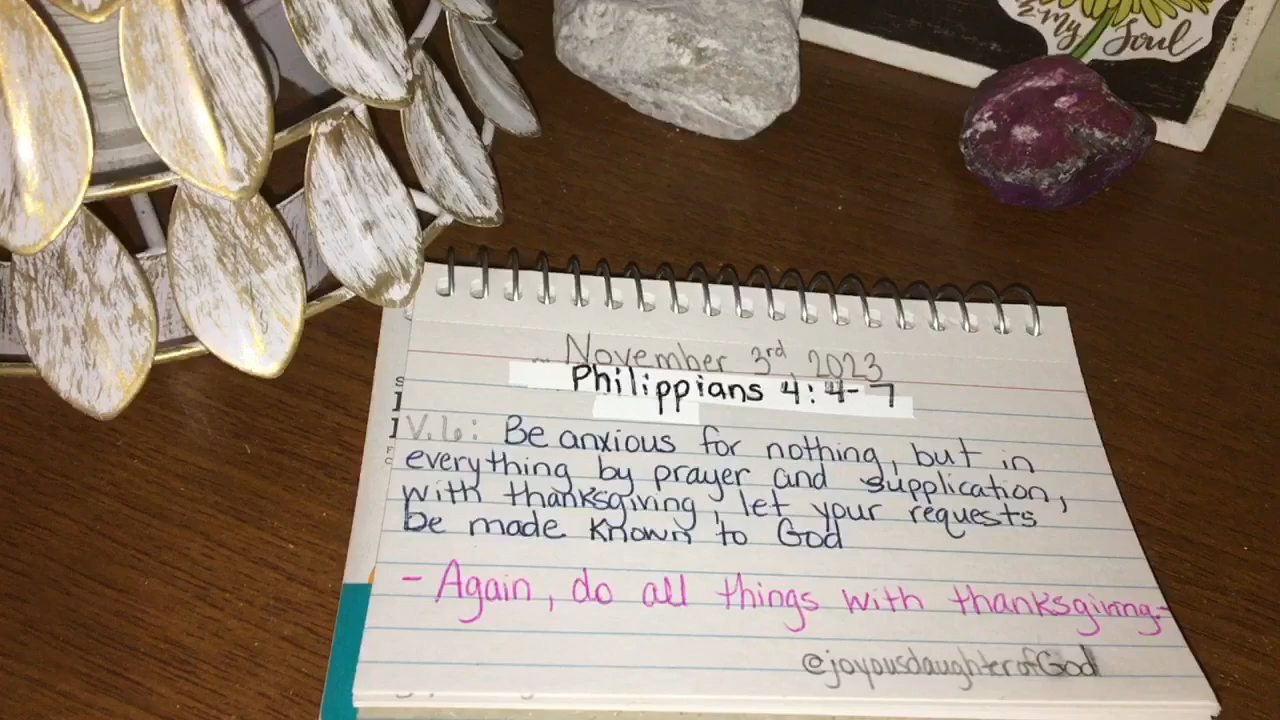 & my Soul
November 3rd 2023
Philippians 4:4-7
V.6: Be anxious for nothing, but in
everything by prayer and supplication,
with thanksgiving, let your requests
be made known to God
- Again, do all things with thanksgiving-
@joyousdaughterofGod